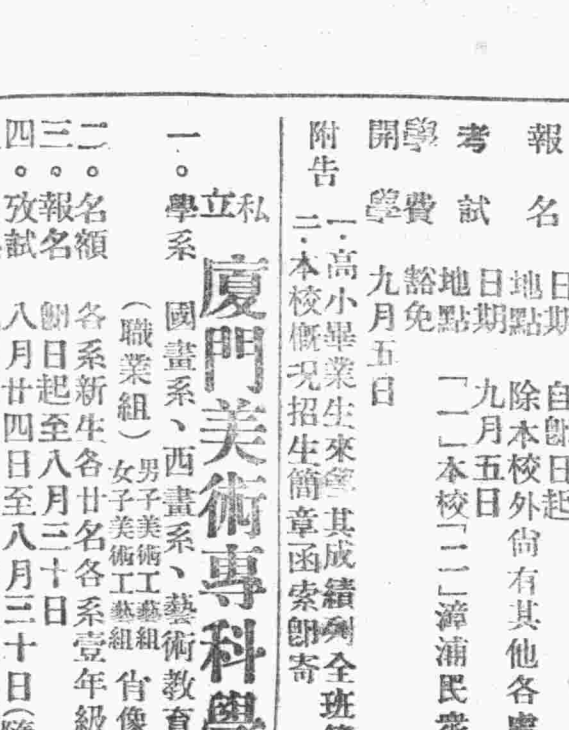 報名
日期 自卽日起
地點 除本校外尙有其他各
考試
日期 九月五日
地點 「一」本校「二」漳浦民衆
學費 豁免
開學 九月五日
附告
一．高小畢業生來學其成績列全班
二．本校槪況招生簡章函索卽寄
私立廈門美術專科學
一。學系 國畫系、西畫系、藝術教育
（職業組）男子美術工藝組 女子美術工藝組 肖像
二。名額 各系新生各廿名各系壹年級
三。報名 卽日起至八月三十日
四。攷試 八月廿四日至八月三十日（隨